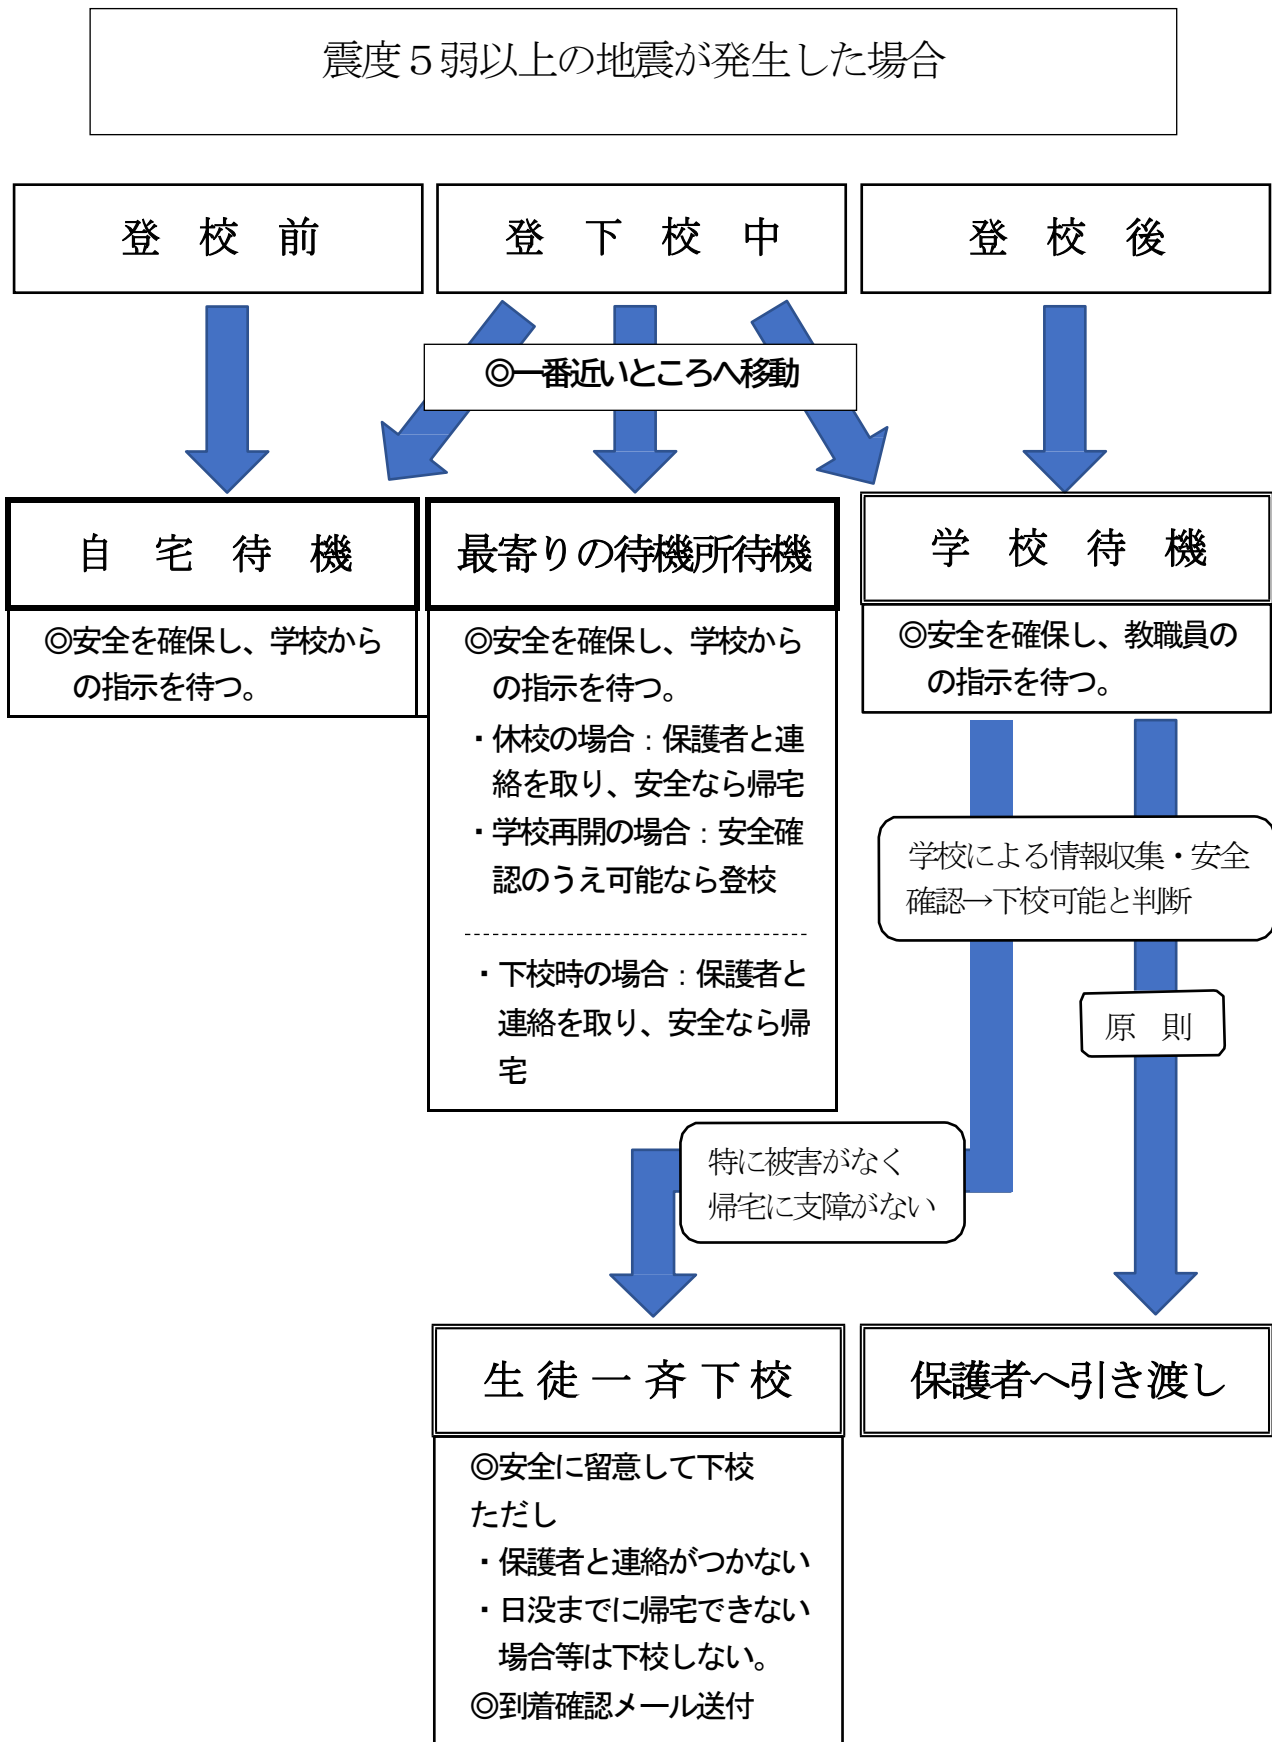 震度５弱以上の地震が発生した場合
登校前
登下校中
登校後
◎一番近いところへ移動
自宅待機
◎安全を確保し、学校から
の指示を待つ。
最寄りの待機所待機
◎安全を確保し、学校から
の指示を待つ。
・休校の場合：保護者と連
絡を取り、安全なら帰宅
・学校再開の場合：安全確
認のうえ可能なら登校
・下校時の場合：保護者と
連絡を取り、安全なら帰
宅
学校待機
◎安全を確保し、教職員の
の指示を待つ。
学校による情報収集・安全
確認→下校可能と判断
原則
特に被害がなく
帰宅に支障がない
生徒一斉下校
◎安全に留意して下校
ただし
・保護者と連絡がつかない
・日没までに帰宅できない
場合等は下校しない。
◎到着確認メール送付
保護者へ引き渡し